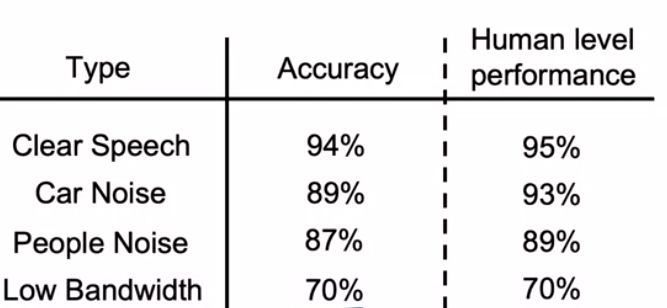 Type Accuracy Human level
performance
Clear Speech 94% 95%
Car Noise 89% 93%
People Noise 87% 89%
Low Bandwidth 70% 70%